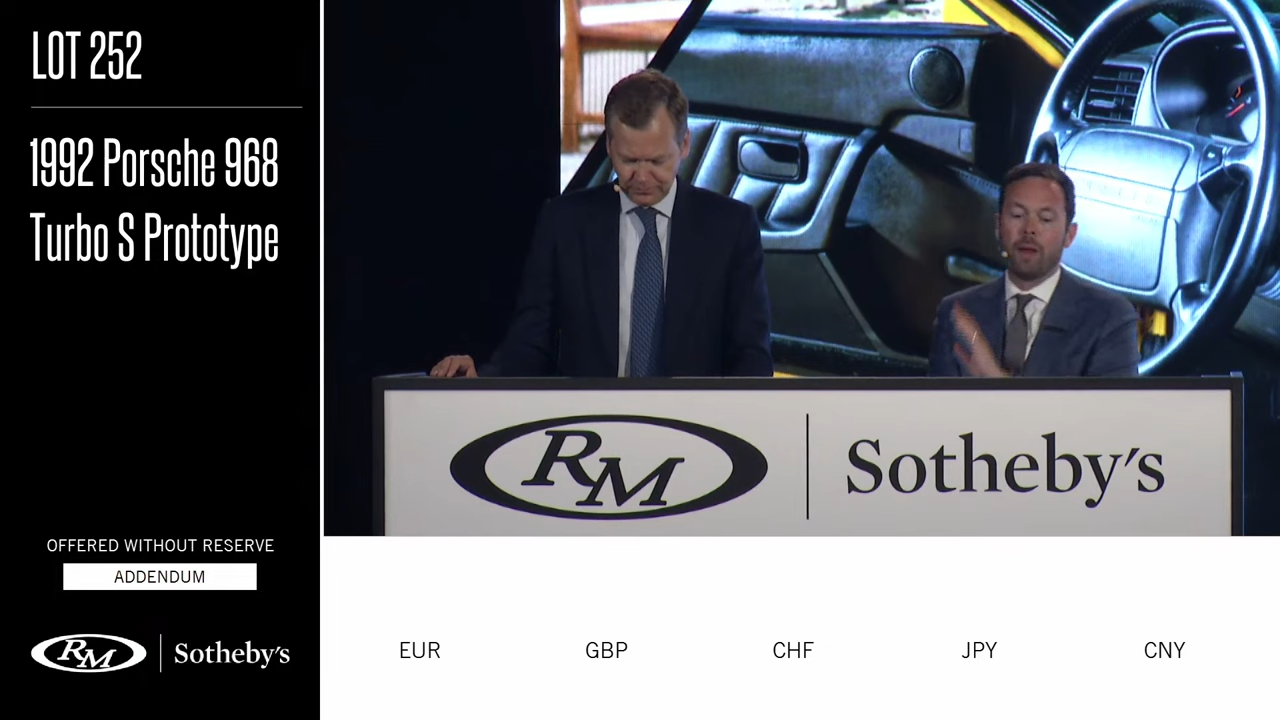 LOT 252
1992 Porsche 968
Turbo S Prototype
OFFERED WITHOUT RESERVE
ADDENDUM
RM Sotheby's
RM Sotheby's
EUR GBP CHF JPY CNY